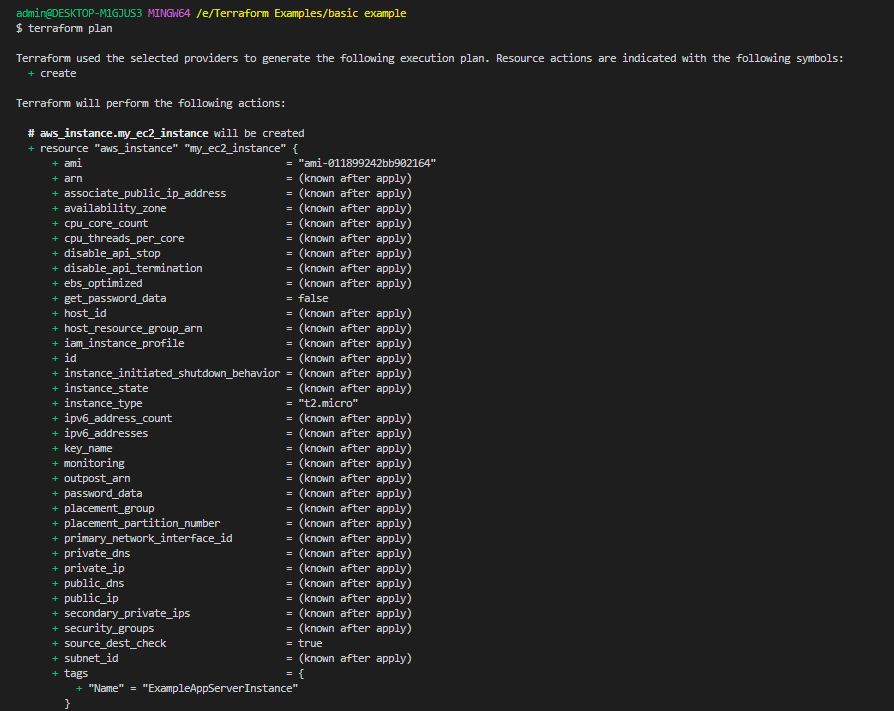 admin@DESKTOP-M1GJUS3 MINGW64 /e/Terraform Examples/basic example
$ terraform plan

Terraform used the selected providers to generate the following execution plan. Resource actions are indicated with the following symbols:
  + create

Terraform will perform the following actions:

  # aws_instance.my_ec2_instance will be created
  + resource "aws_instance" "my_ec2_instance" {
      + ami                                  = "ami-011899242bb902164"
      + arn                                  = (known after apply)
      + associate_public_ip_address          = (known after apply)
      + availability_zone                    = (known after apply)
      + cpu_core_count                       = (known after apply)
      + cpu_threads_per_core                 = (known after apply)
      + disable_api_stop                     = (known after apply)
      + disable_api_termination              = (known after apply)
      + ebs_optimized                        = (known after apply)
      + get_password_data                    = false
      + host_id                              = (known after apply)
      + host_resource_group_arn              = (known after apply)
      + iam_instance_profile                 = (known after apply)
      + id                                   = (known after apply)
      + instance_initiated_shutdown_behavior = (known after apply)
      + instance_state                       = (known after apply)
      + instance_type                        = "t2.micro"
      + ipv6_address_count                   = (known after apply)
      + ipv6_addresses                       = (known after apply)
      + key_name                             = (known after apply)
      + monitoring                           = (known after apply)
      + outpost_arn                          = (known after apply)
      + password_data                        = (known after apply)
      + placement_group                      = (known after apply)
      + placement_partition_number           = (known after apply)
      + primary_network_interface_id         = (known after apply)
      + private_dns                          = (known after apply)
      + private_ip                           = (known after apply)
      + public_dns                           = (known after apply)
      + public_ip                            = (known after apply)
      + secondary_private_ips                = (known after apply)
      + security_groups                      = (known after apply)
      + source_dest_check                    = true
      + subnet_id                            = (known after apply)
      + tags                                 = {
          + "Name" = "ExampleAppServerInstance"
        }